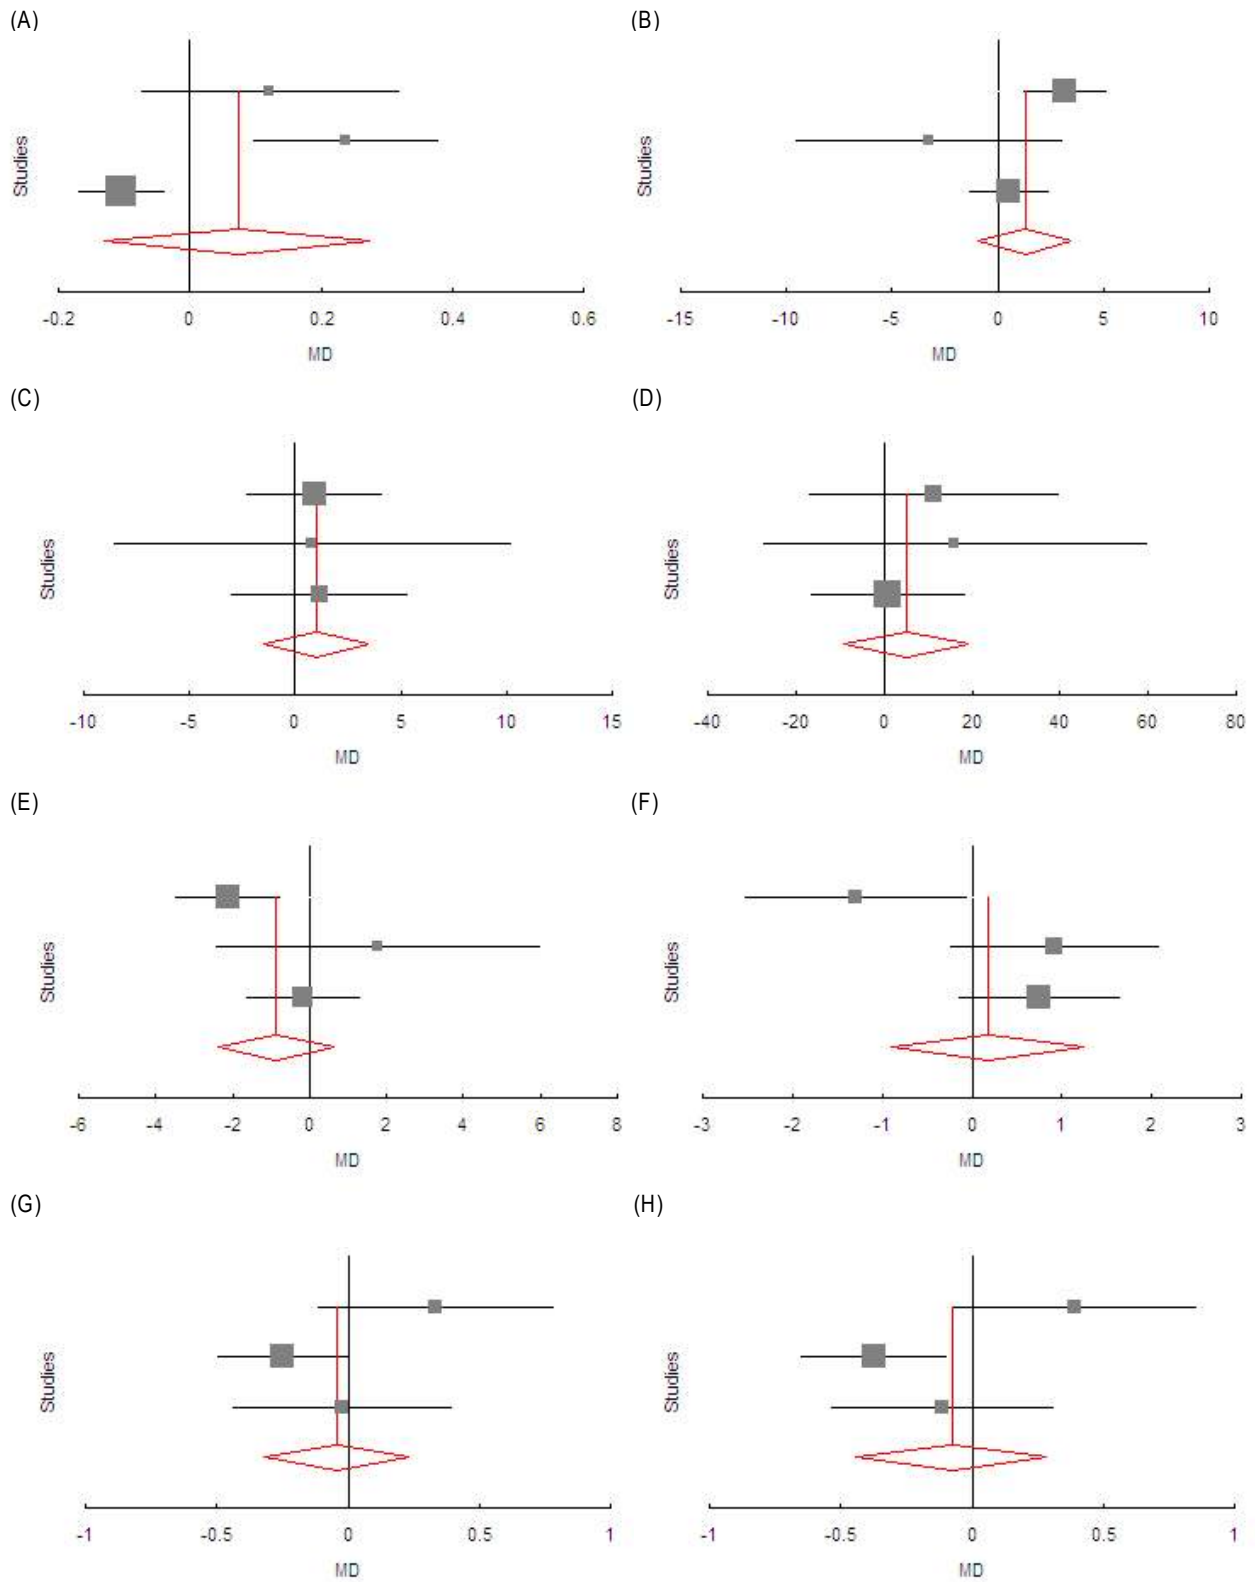 (A)
Studies
-0.2 0 0.2 0.4 0.6
MD
(B)
Studies
-15 -10 -5 0 5 10
MD
(C)
Studies
-10 -5 0 5 10 15
MD
(D)
Studies
-40 -20 0 20 40 60 80
MD
(E)
Studies
-6 -4 -2 0 2 4 6 8
MD
(F)
Studies
-3 -2 -1 0 1 2 3
MD
(G)
Studies
-1 -0.5 0 0.5 1
MD
(H)
Studies
-1 -0.5 0 0.5 1
MD